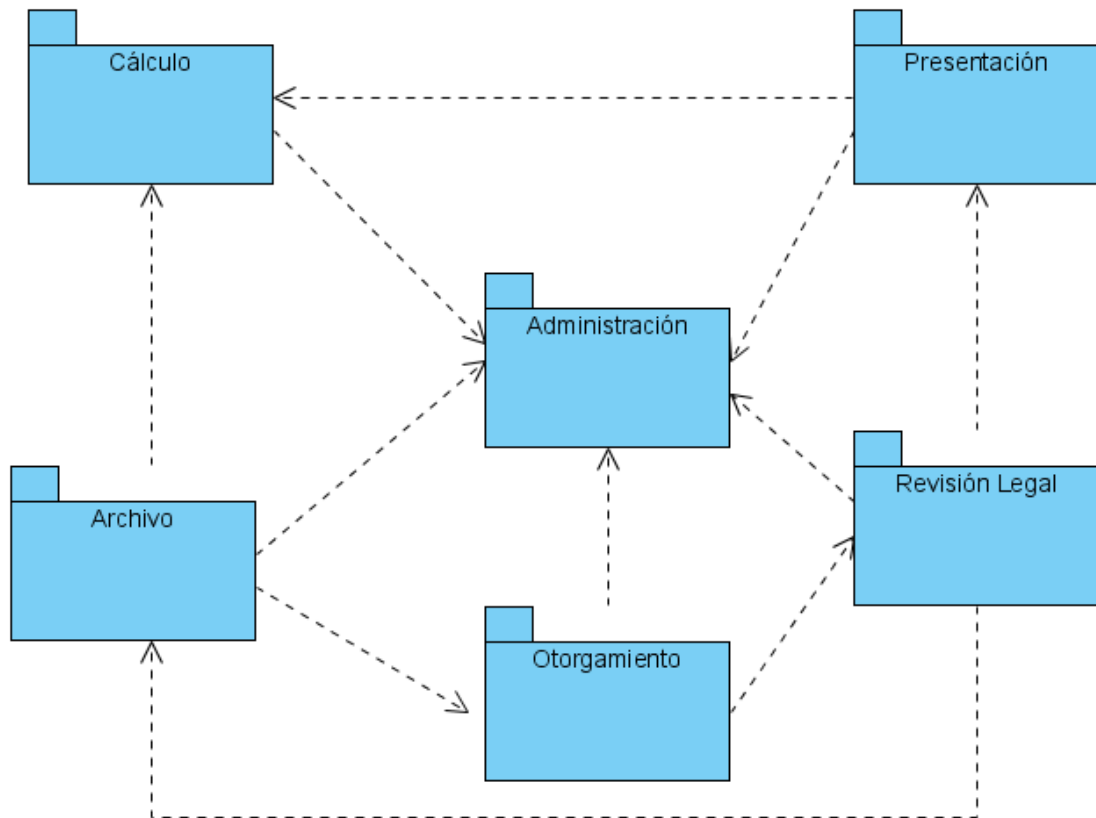 Cálculo
Presentación
Administración
Revisión Legal
Archivo
Otorgamiento